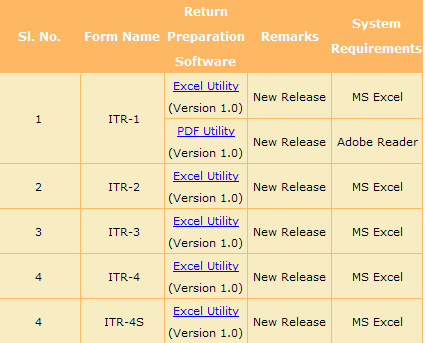 Sl. No. Form Name Return Preparation Software Remarks System Requirements
1 ITR-1 Excel Utility (Version 1.0) New Release MS Excel
PDF Utility (Version 1.0) New Release Adobe Reader
2 ITR-2 Excel Utility (Version 1.0) New Release MS Excel
3 ITR-3 Excel Utility (Version 1.0) New Release MS Excel
4 ITR-4 Excel Utility (Version 1.0) New Release MS Excel
4 ITR-4S Excel Utility (Version 1.0) New Release MS Excel